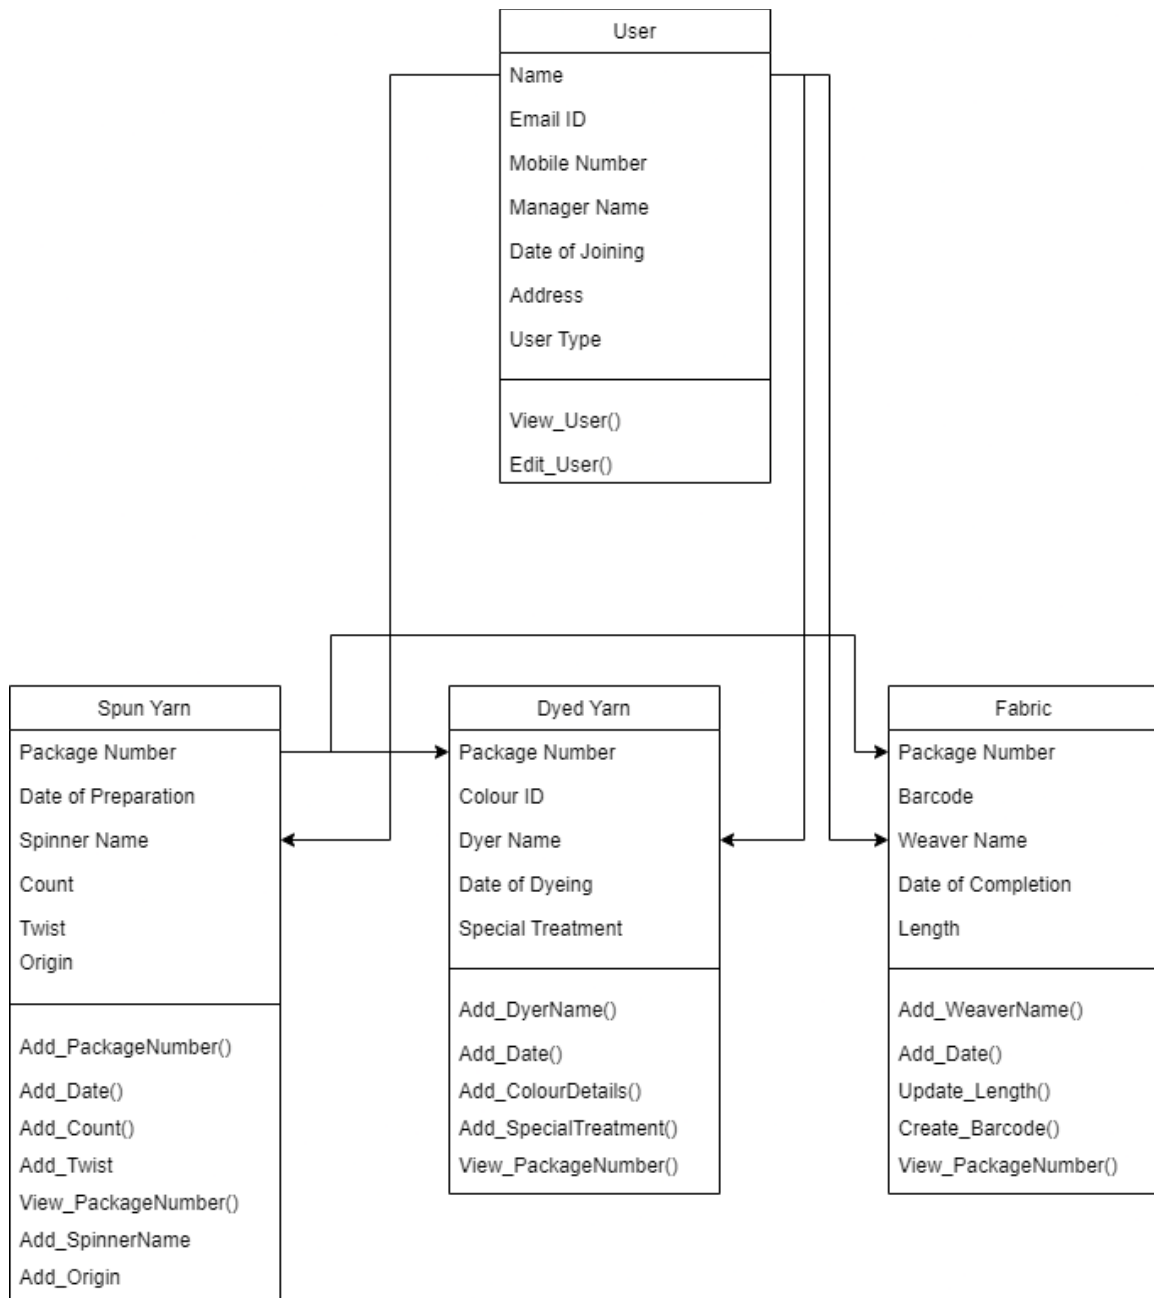 User
Name
Email ID
Mobile Number
Manager Name
Date of Joining
Address
User Type
View_User()
Edit_User()
Spun Yarn
Package Number
Date of Preparation
Spinner Name
Count
Twist
Origin
Add_PackageNumber()
Add_Date()
Add_Count()
Add_Twist
View_PackageNumber()
Add_SpinnerName
Add_Origin
Dyed Yarn
Package Number
Colour ID
Dyer Name
Date of Dyeing
Special Treatment
Add_DyerName()
Add_Date()
Add_ColourDetails()
Add_SpecialTreatment()
View_PackageNumber()
Fabric
Package Number
Barcode
Weaver Name
Date of Completion
Length
Add_WeaverName()
Add_Date()
Update_Length()
Create_Barcode()
View_PackageNumber()